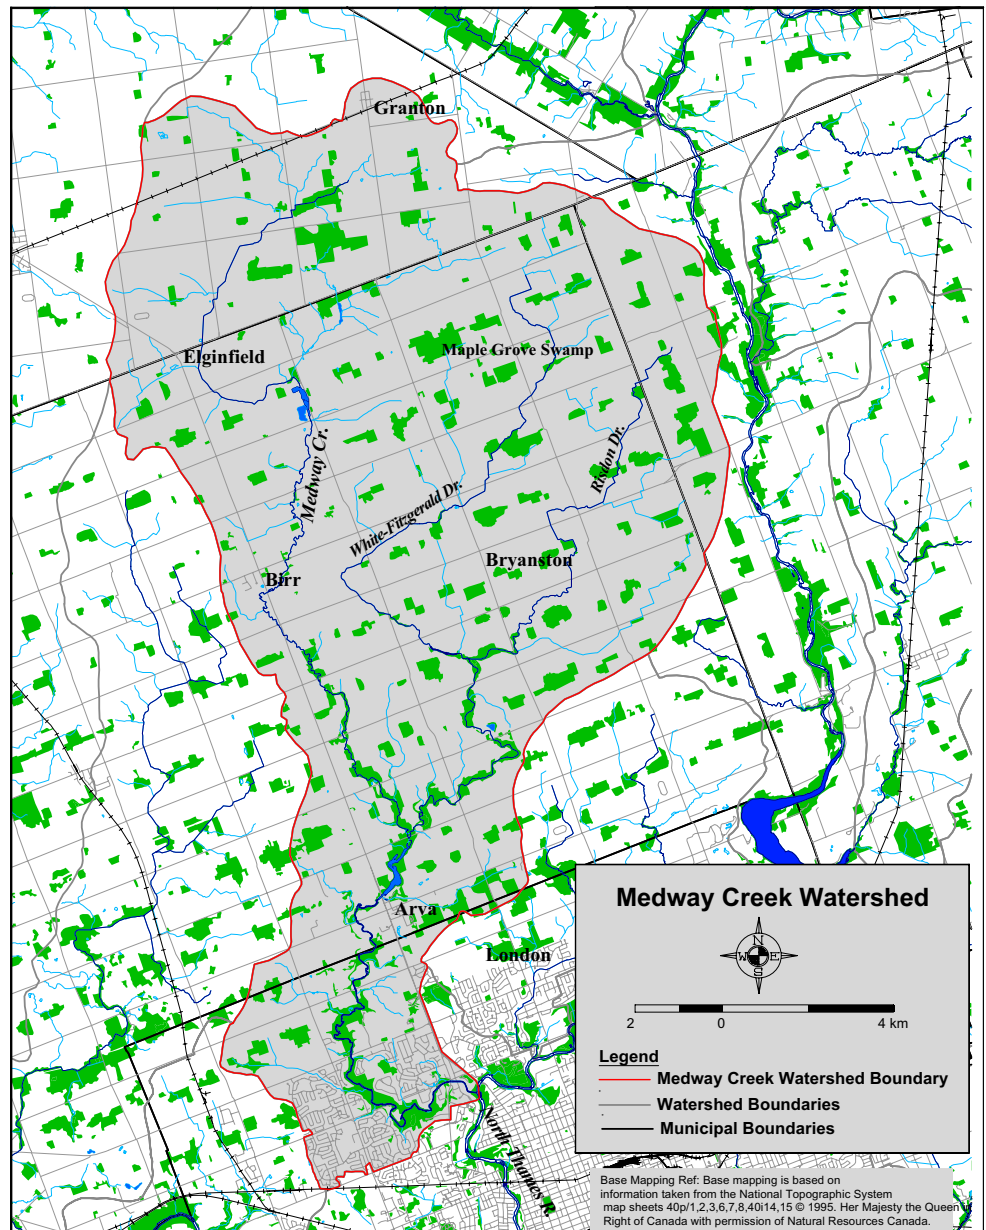 Granton
Elginfield
Maple Grove Swamp
Medway Cr.
Risdon Dr.
White-Fitzgerald Dr.
Bryanston
Birr
Arva
London
North Thames R.
Medway Creek Watershed
N
W E
S
2 0 4 km
Legend
Medway Creek Watershed Boundary
Watershed Boundaries
Municipal Boundaries
Base Mapping Ref: Base mapping is based on
information taken from the National Topographic System
map sheets 40p/1,2,3,6,7,8,40i14,15 © 1995. Her Majesty the Queen in
Right of Canada with permission of Natural Resources Canada.